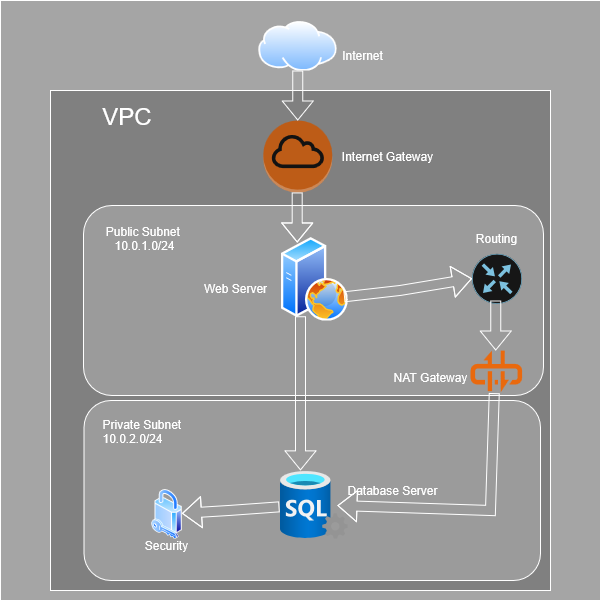 Internet
VPC
Internet Gateway
Public Subnet
10.0.1.0/24
Routing
Web Server
NAT Gateway
Private Subnet
10.0.2.0/24
Database Server
SQL
Security